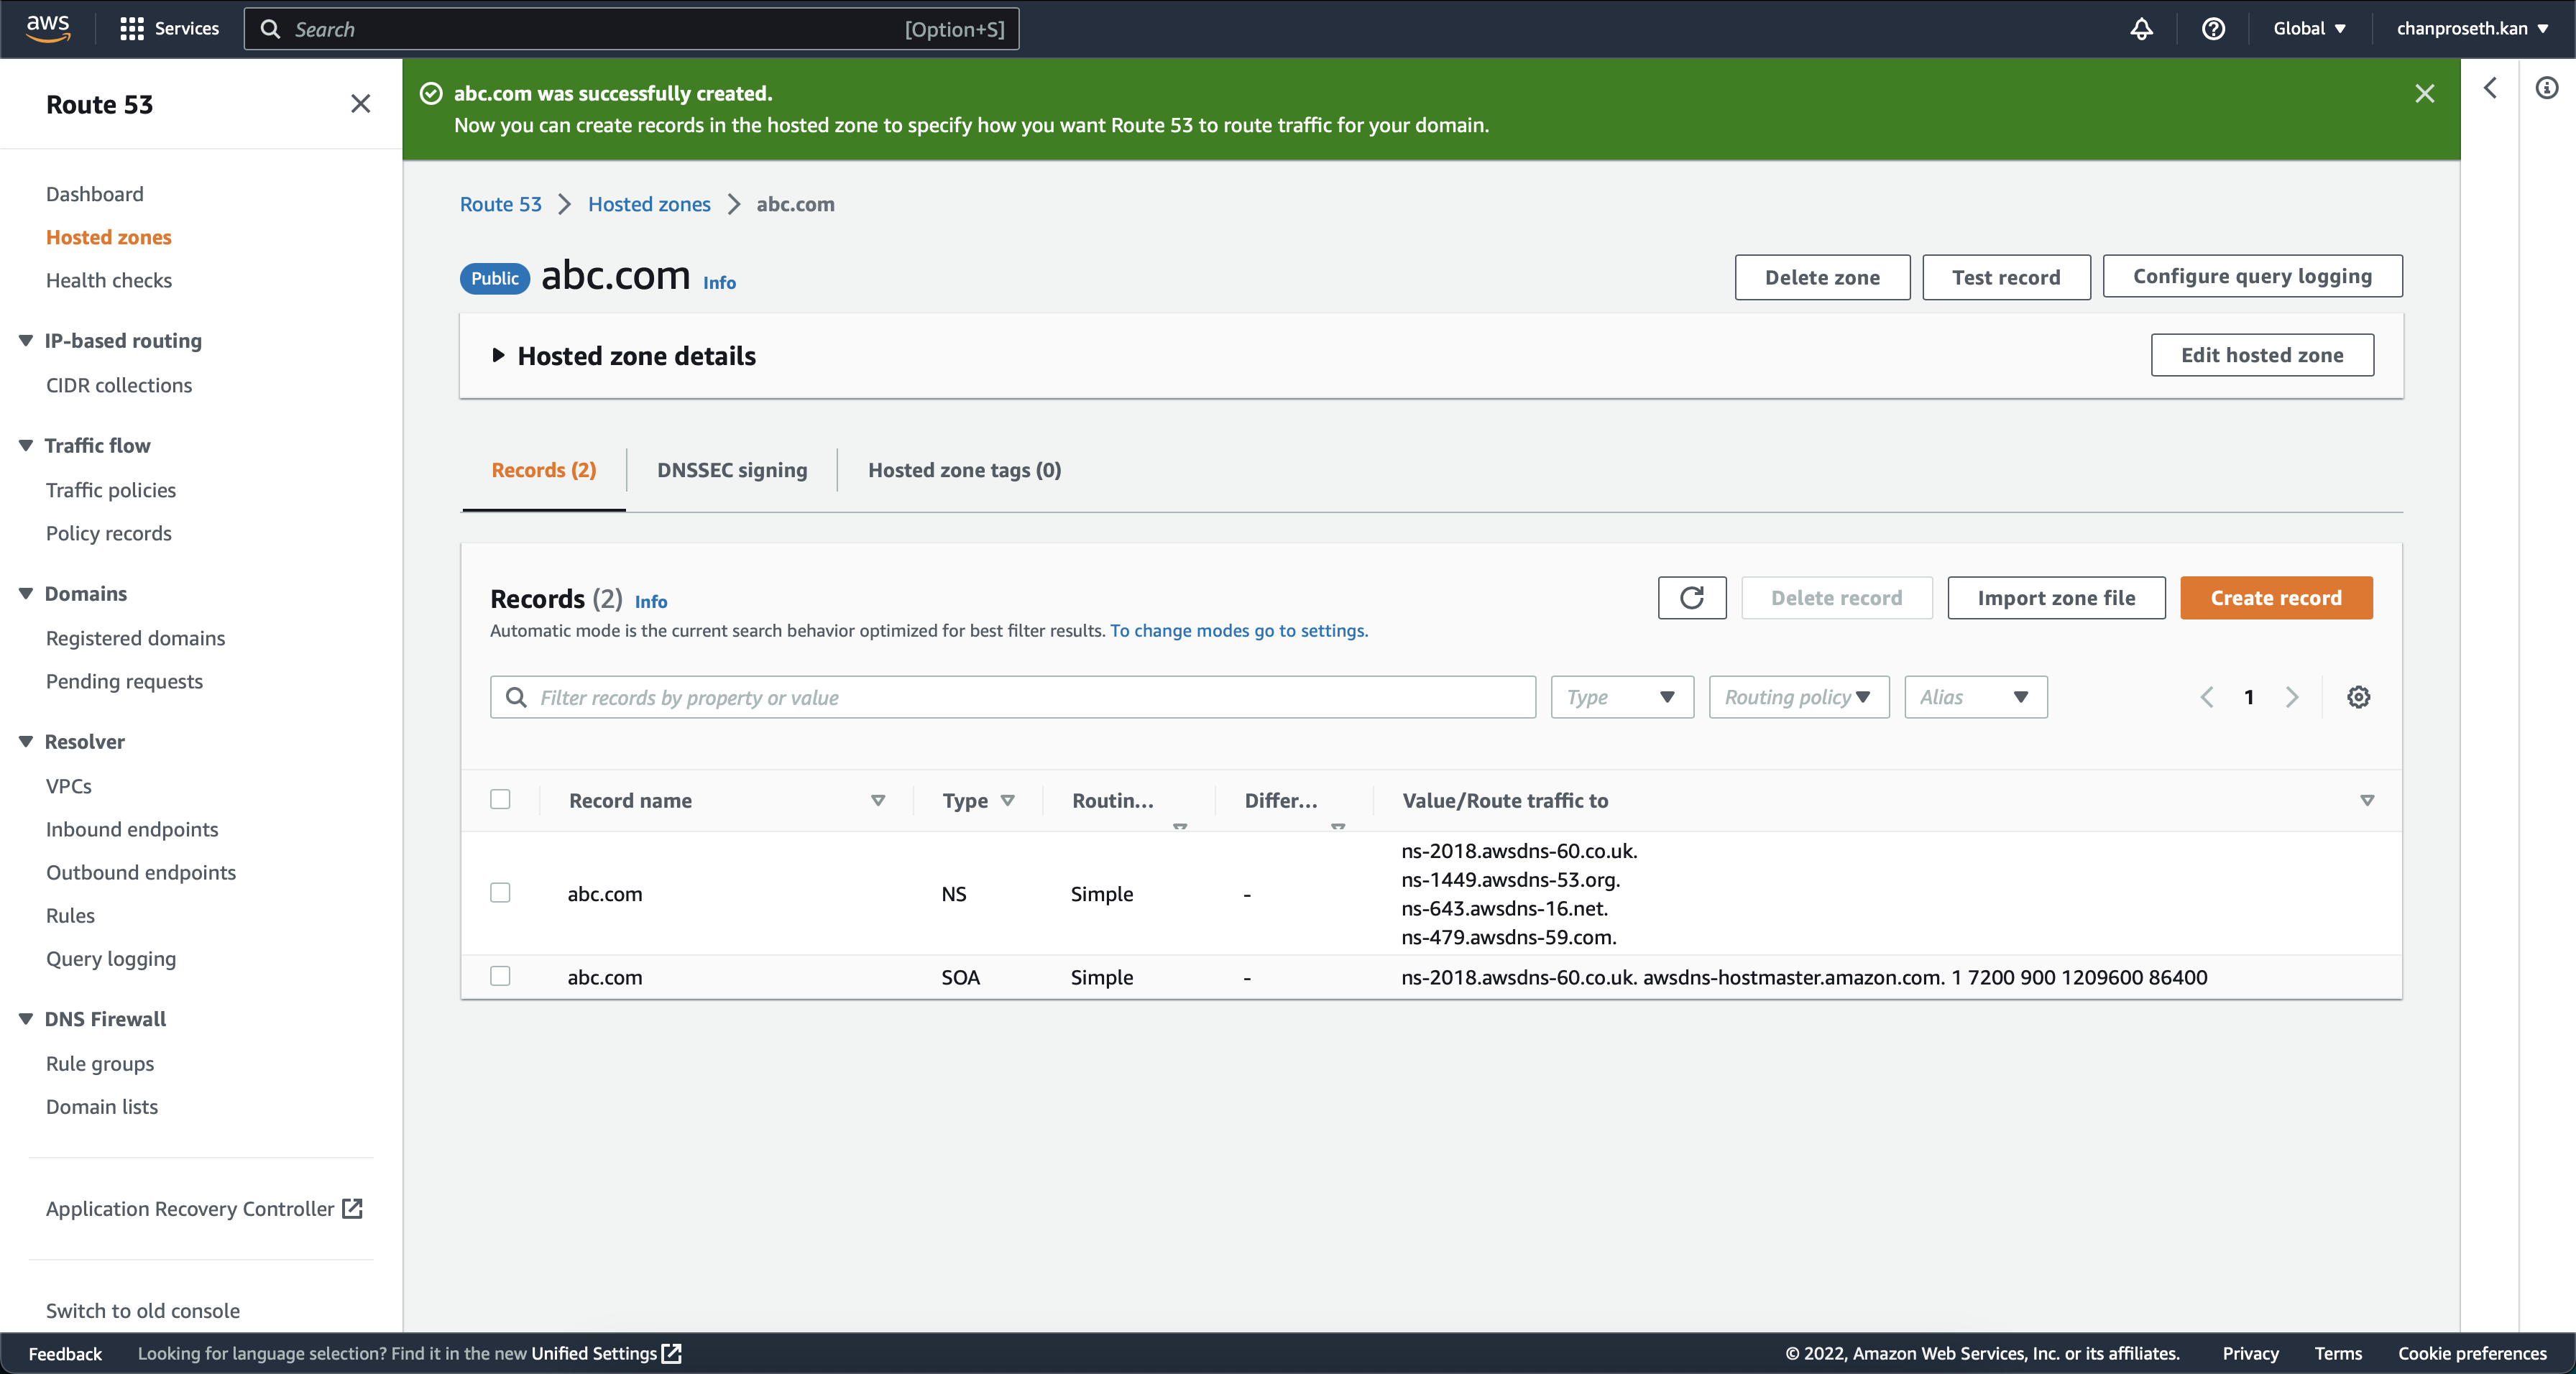 aws
Services
Search
[Option+S]
Global
chanproseth.kan
Route 53
Dashboard
Hosted zones
Health checks
IP-based routing
CIDR collections
Traffic flow
Traffic policies
Policy records
Domains
Registered domains
Pending requests
Resolver
VPCs
Inbound endpoints
Outbound endpoints
Rules
Query logging
DNS Firewall
Rule groups
Domain lists
Application Recovery Controller
Switch to old console
abc.com was successfully created.
Now you can create records in the hosted zone to specify how you want Route 53 to route traffic for your domain.
Route 53 > Hosted zones > abc.com
Public abc.com Info
Delete zone
Test record
Configure query logging
Hosted zone details
Edit hosted zone
Records (2)
DNSSEC signing
Hosted zone tags (0)
Records (2) Info
Automatic mode is the current search behavior optimized for best filter results. To change modes go to settings.
Delete record
Import zone file
Create record
Filter records by property or value
Type
Routing policy
Alias
1
Record name
Type
Routin...
Differ...
Value/Route traffic to
abc.com
NS
Simple
-
ns-2018.awsdns-60.co.uk.
ns-1449.awsdns-53.org.
ns-643.awsdns-16.net.
ns-479.awsdns-59.com.
abc.com
SOA
Simple
-
ns-2018.awsdns-60.co.uk. awsdns-hostmaster.amazon.com. 1 7200 900 1209600 86400
Feedback
Looking for language selection? Find it in the new Unified Settings
© 2022, Amazon Web Services, Inc. or its affiliates.
Privacy
Terms
Cookie preferences